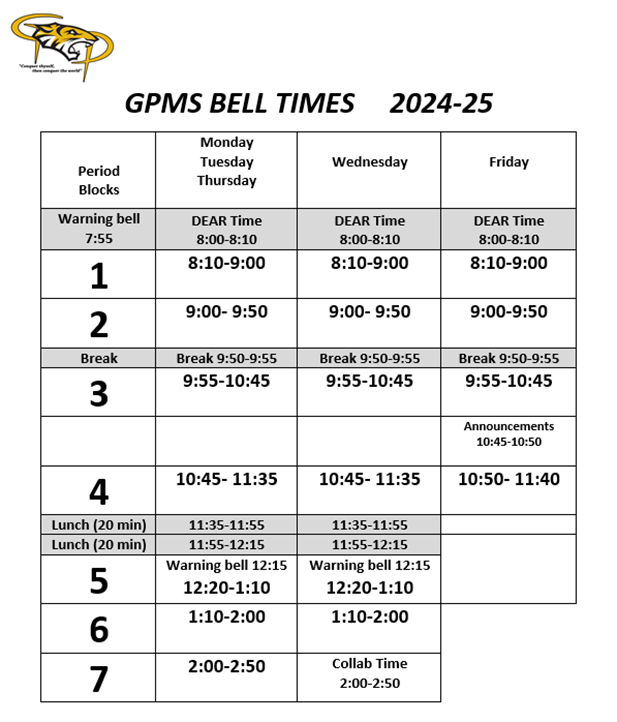 "Conquer thyself,
then conquer the world"
GPMS BELL TIMES 2024-25
Period
Blocks
Monday
Tuesday
Thursday
Wednesday
Friday
Warning bell
7:55
DEAR Time
8:00-8:10
DEAR Time
8:00-8:10
DEAR Time
8:00-8:10
1
8:10-9:00
8:10-9:00
8:10-9:00
2
9:00- 9:50
9:00- 9:50
9:00-9:50
Break
Break 9:50-9:55
Break 9:50-9:55
Break 9:50-9:55
3
9:55-10:45
9:55-10:45
9:55-10:45
Announcements
10:45-10:50
4
10:45- 11:35
10:45- 11:35
10:50- 11:40
Lunch (20 min)
11:35-11:55
11:35-11:55
Lunch (20 min)
11:55-12:15
11:55-12:15
5
Warning bell 12:15
12:20-1:10
Warning bell 12:15
12:20-1:10
6
1:10-2:00
1:10-2:00
7
2:00-2:50
Collab Time
2:00-2:50